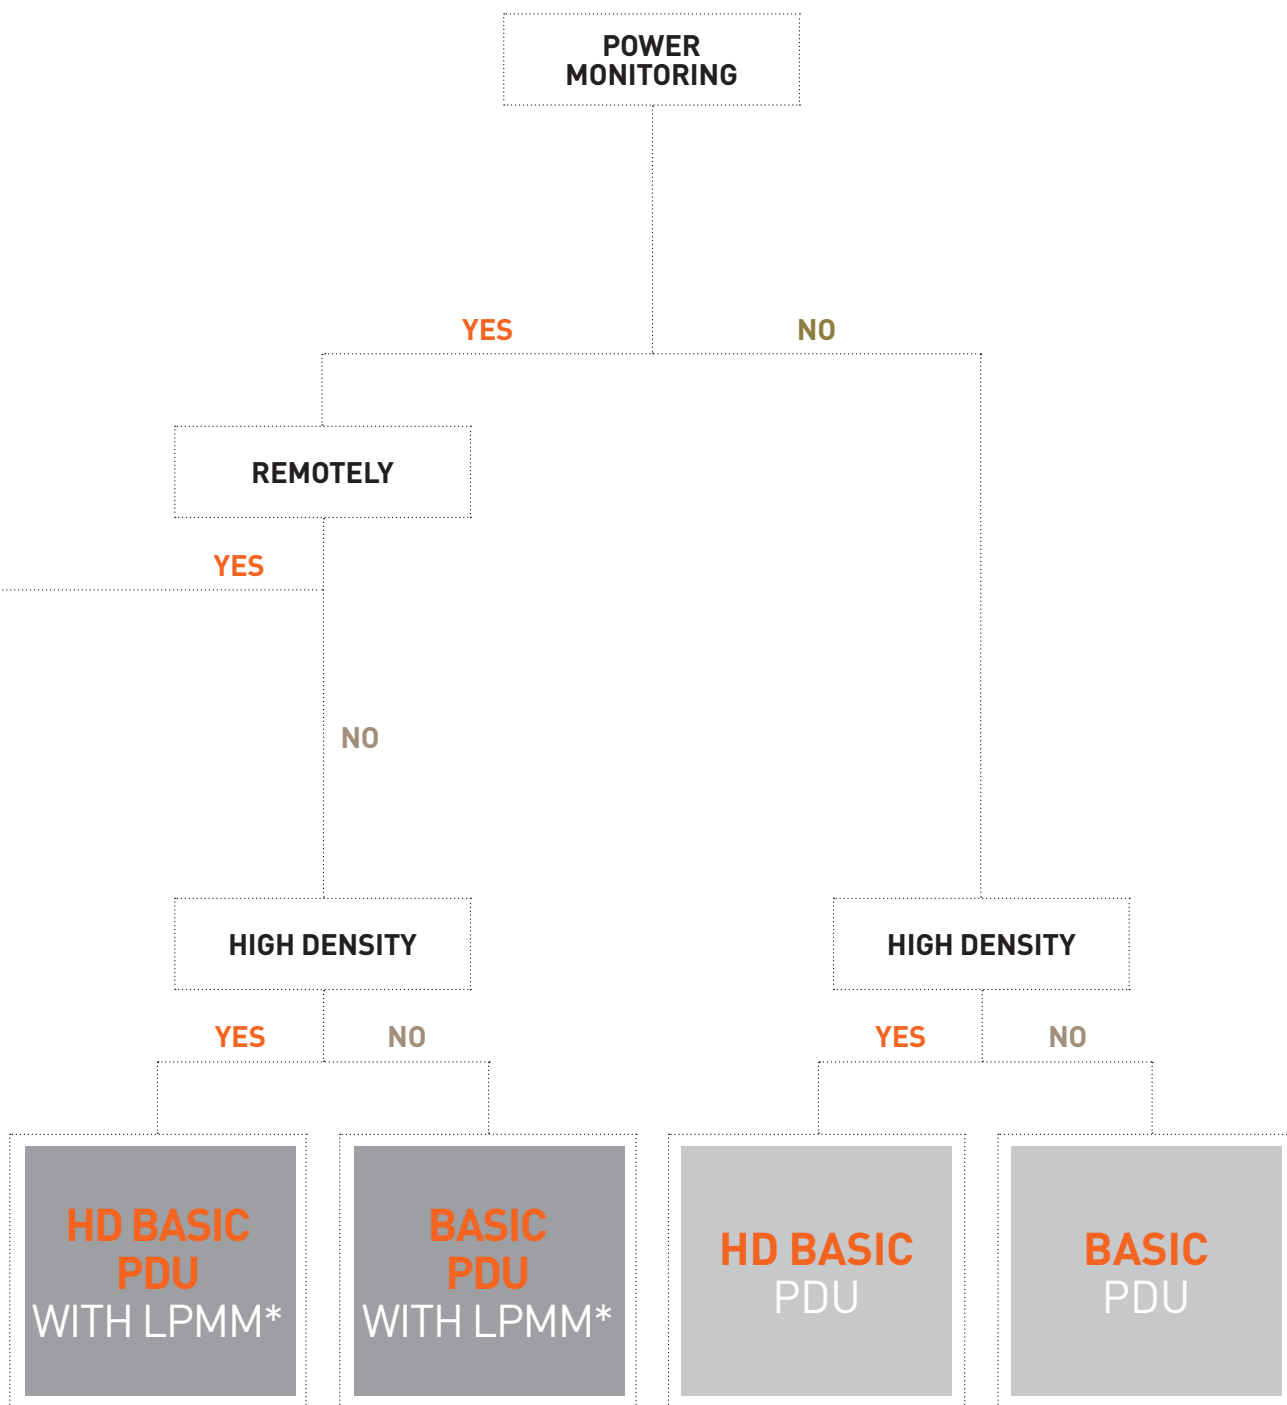 POWER
MONITORING
YES
NO
REMOTELY
YES
NO
HIGH DENSITY
HIGH DENSITY
YES
NO
YES
NO
HD BASIC
PDU
WITH LPMM*
BASIC
PDU
WITH LPMM*
HD BASIC
PDU
BASIC
PDU